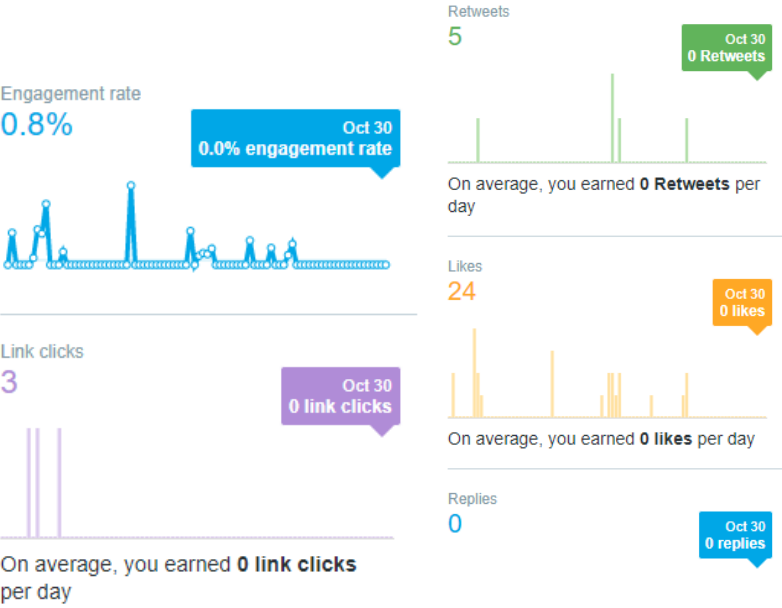 Engagement rate
0.8%
Oct 30
0.0% engagement rate
Link clicks
3
Oct 30
0 link clicks
On average, you earned 0 link clicks
per day
Retweets
5
Oct 30
0 Retweets
On average, you earned 0 Retweets per
day
Likes
24
Oct 30
0 likes
On average, you earned 0 likes per day
Replies
0
Oct 30
0 replies